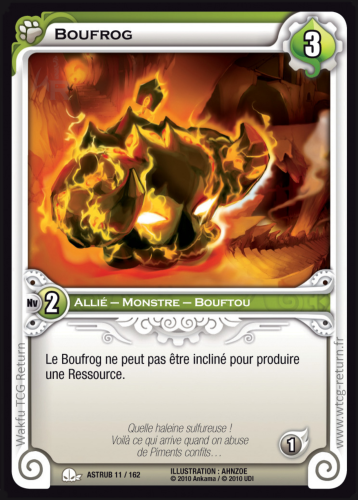 Boufrog
3
Nv 2 Allié – Monstre – Bouftou
Le Boufrog ne peut pas être incliné pour produire
une Ressource.
Quelle haleine sulfureuse !
Voilà ce qui arrive quand on abuse
de Piments confits…
1
ASTRUB 11 / 162
ILLUSTRATION : AHNZOE
© 2010 Ankama / © 2010 UDI
Wakfu TCG Return
www.wtcg-return.fr